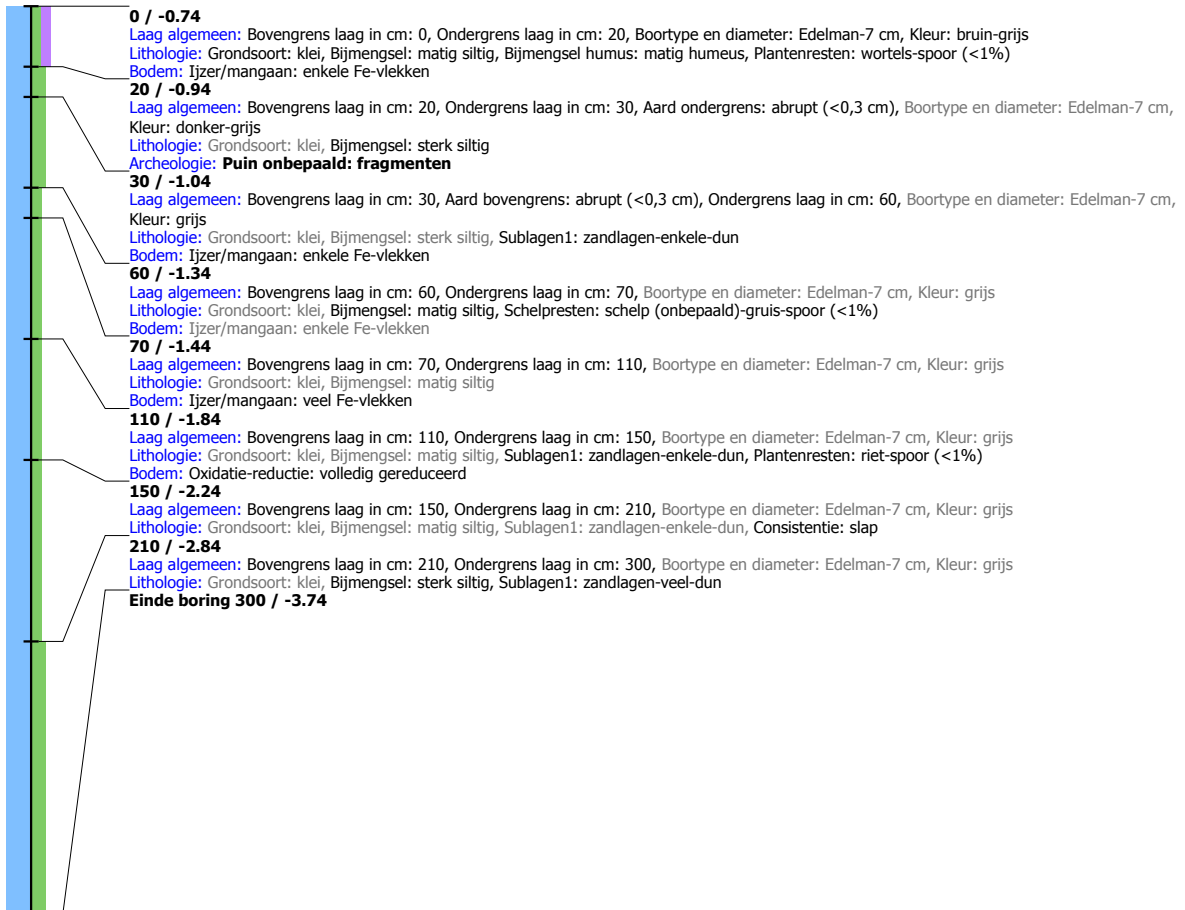 0 / -0.74
Laag algemeen: Bovengrens laag in cm: 0, Ondergrens laag in cm: 20, Boortype en diameter: Edelman-7 cm, Kleur: bruin-grijs
Lithologie: Grondsoort: klei, Bijmengsel: matig siltig, Bijmengsel humus: matig humeus, Plantenresten: wortels-spoor (<1%)
Bodem: Ijzer/mangaan: enkele Fe-vlekken
20 / -0.94
Laag algemeen: Bovengrens laag in cm: 20, Ondergrens laag in cm: 30, Aard ondergrens: abrupt (<0,3 cm), Boortype en diameter: Edelman-7 cm,
Kleur: donker-grijs
Lithologie: Grondsoort: klei, Bijmengsel: sterk siltig
Archeologie: Puin onbepaald: fragmenten
30 / -1.04
Laag algemeen: Bovengrens laag in cm: 30, Aard bovengrens: abrupt (<0,3 cm), Ondergrens laag in cm: 60, Boortype en diameter: Edelman-7 cm,
Kleur: grijs
Lithologie: Grondsoort: klei, Bijmengsel: sterk siltig, Sublagen1: zandlagen-enkele-dun
Bodem: Ijzer/mangaan: enkele Fe-vlekken
60 / -1.34
Laag algemeen: Bovengrens laag in cm: 60, Ondergrens laag in cm: 70, Boortype en diameter: Edelman-7 cm, Kleur: grijs
Lithologie: Grondsoort: klei, Bijmengsel: matig siltig, Schelpresten: schelp (onbepaald)-gruis-spoor (<1%)
Bodem: Ijzer/mangaan: enkele Fe-vlekken
70 / -1.44
Laag algemeen: Bovengrens laag in cm: 70, Ondergrens laag in cm: 110, Boortype en diameter: Edelman-7 cm, Kleur: grijs
Lithologie: Grondsoort: klei, Bijmengsel: matig siltig
Bodem: Ijzer/mangaan: veel Fe-vlekken
110 / -1.84
Laag algemeen: Bovengrens laag in cm: 110, Ondergrens laag in cm: 150, Boortype en diameter: Edelman-7 cm, Kleur: grijs
Lithologie: Grondsoort: klei, Bijmengsel: matig siltig, Sublagen1: zandlagen-enkele-dun, Plantenresten: riet-spoor (<1%)
Bodem: Oxidatie-reductie: volledig gereduceerd
150 / -2.24
Laag algemeen: Bovengrens laag in cm: 150, Ondergrens laag in cm: 210, Boortype en diameter: Edelman-7 cm, Kleur: grijs
Lithologie: Grondsoort: klei, Bijmengsel: matig siltig, Sublagen1: zandlagen-enkele-dun, Consistentie: slap
210 / -2.84
Laag algemeen: Bovengrens laag in cm: 210, Ondergrens laag in cm: 300, Boortype en diameter: Edelman-7 cm, Kleur: grijs
Lithologie: Grondsoort: klei, Bijmengsel: sterk siltig, Sublagen1: zandlagen-veel-dun
Einde boring 300 / -3.74